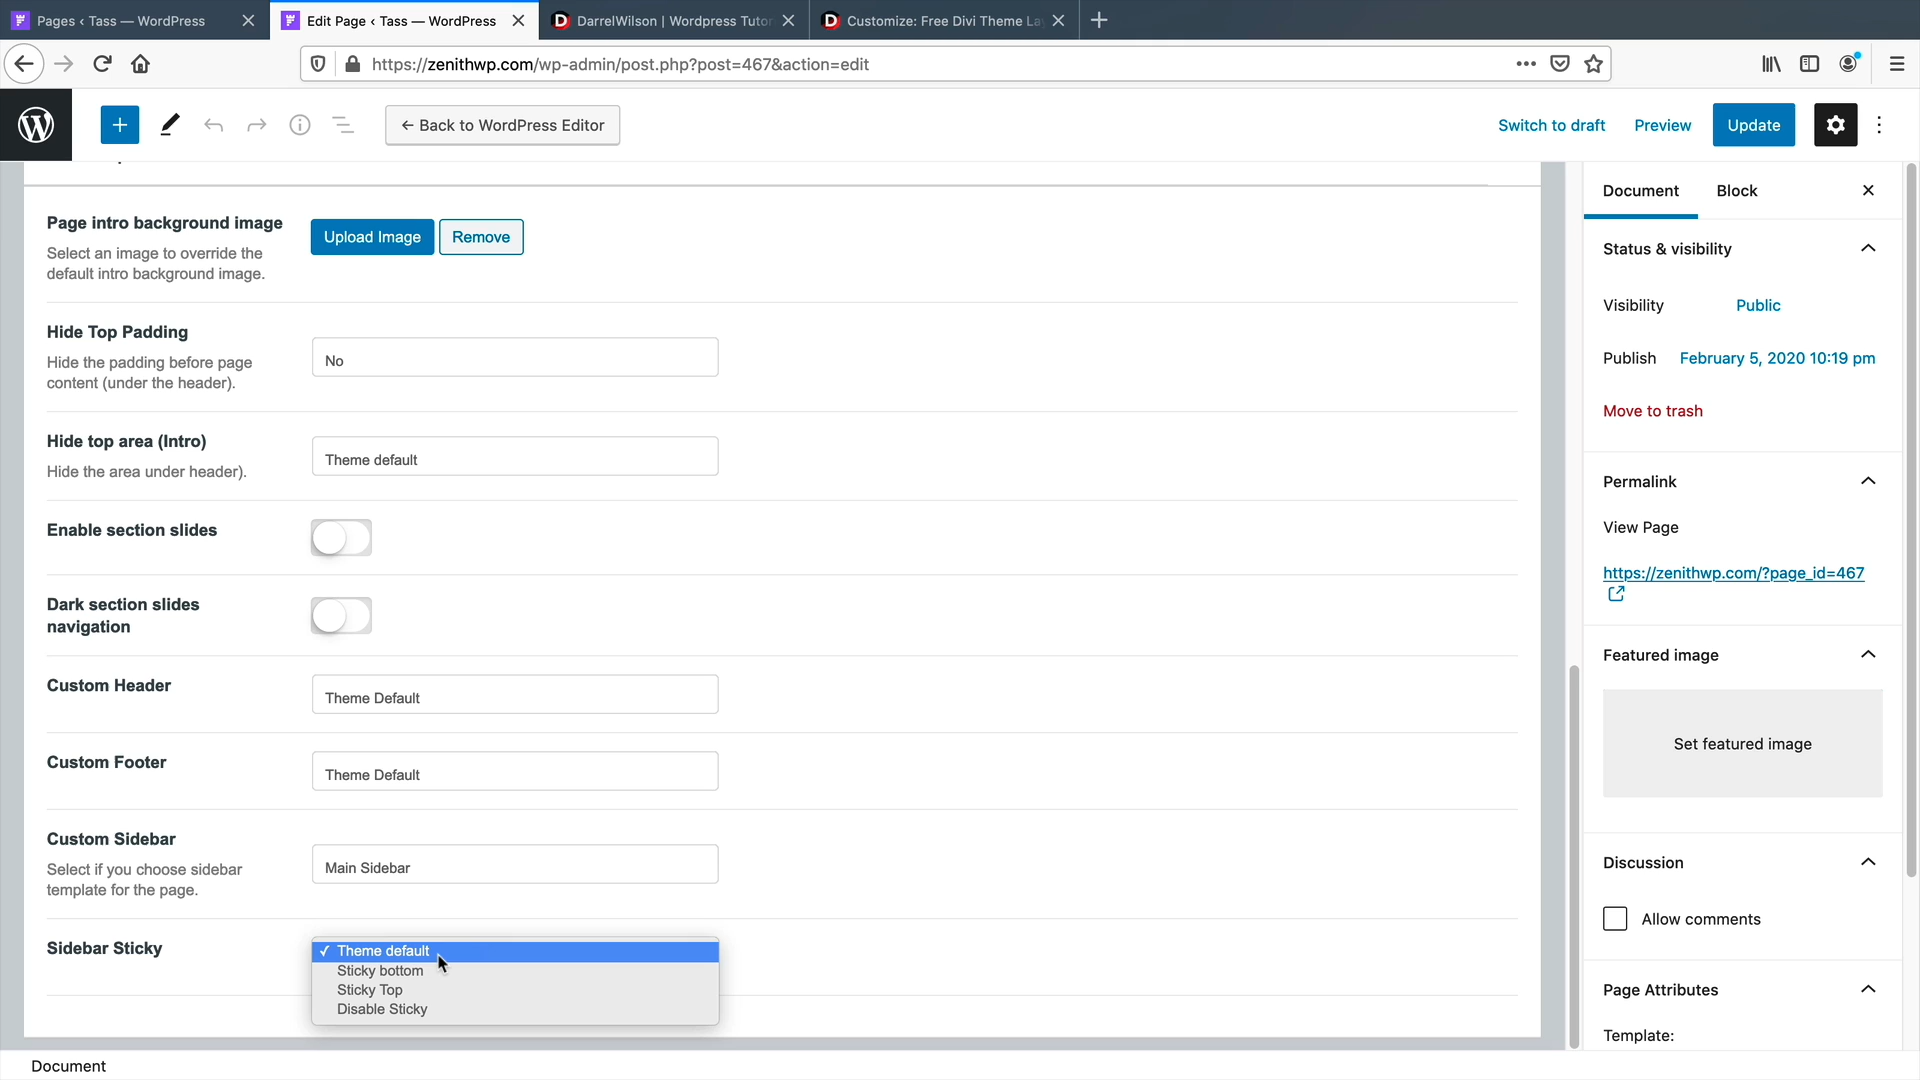 Pages ‹ Tass — WordPress
Edit Page ‹ Tass — WordPress
DarrelWilson | Wordpress Tutor
Customize: Free Divi Theme La
https://zenithwp.com/wp-admin/post.php?post=467&action=edit
← Back to WordPress Editor
Switch to draft
Preview
Update
Page intro background image
Select an image to override the
default intro background image.
Upload Image
Remove
Hide Top Padding
Hide the padding before page
content (under the header).
No
Hide top area (Intro)
Hide the area under header).
Theme default
Enable section slides
Dark section slides
navigation
Custom Header
Theme Default
Custom Footer
Theme Default
Custom Sidebar
Select if you choose sidebar
template for the page.
Main Sidebar
Sidebar Sticky
✓ Theme default
Sticky bottom
Sticky Top
Disable Sticky
Document
Block
Status & visibility
Visibility
Public
Publish
February 5, 2020 10:19 pm
Move to trash
Permalink
View Page
https://zenithwp.com/?page_id=467
Featured image
Set featured image
Discussion
Allow comments
Page Attributes
Template:
Document